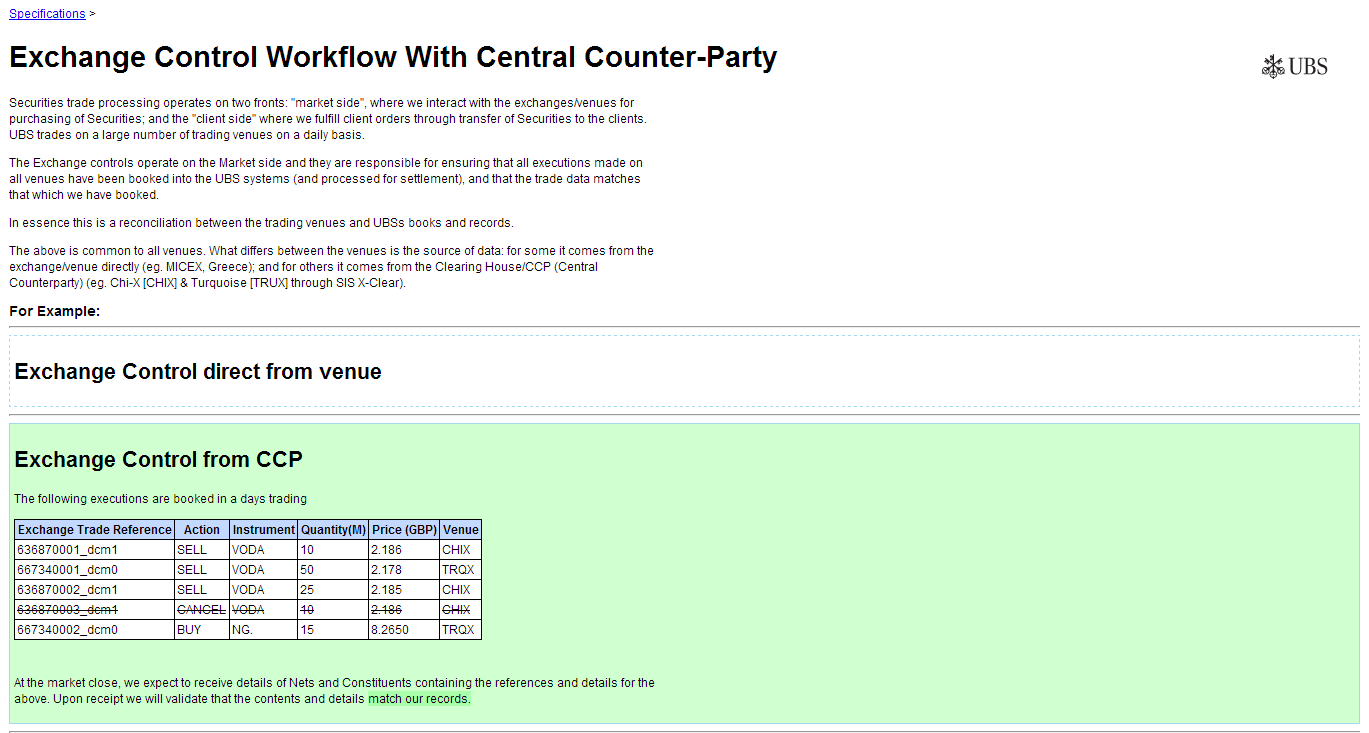 Specifications >
Exchange Control Workflow With Central Counter-Party
UBS
Securities trade processing operates on two fronts: "market side", where we interact with the exchanges/venues for
purchasing of Securities; and the "client side" where we fulfill client orders through transfer of Securities to the clients.
UBS trades on a large number of trading venues on a daily basis.
The Exchange controls operate on the Market side and they are responsible for ensuring that all executions made on
all venues have been booked into the UBS systems (and processed for settlement), and that the trade data matches
that which we have booked.
In essence this is a reconciliation between the trading venues and UBSs books and records.
The above is common to all venues. What differs between the venues is the source of data: for some it comes from the
exchange/venue directly (eg. MICEX, Greece); and for others it comes from the Clearing House/CCP (Central
Counterparty) (eg. Chi-X [CHIX] & Turquoise [TRUX] through SIS X-Clear).
For Example:
Exchange Control direct from venue
Exchange Control from CCP
The following executions are booked in a days trading
Exchange Trade Reference Action Instrument Quantity(M) Price (GBP) Venue
636870001_dcm1 SELL VODA 10 2.186 CHIX
667340001_dcm0 SELL VODA 50 2.178 TRQX
636870002_dcm1 SELL VODA 25 2.185 CHIX
636870003_dcm1 CANCEL VODA 10 2.186 CHIX
667340002_dcm0 BUY NG. 15 8.2650 TRQX
At the market close, we expect to receive details of Nets and Constituents containing the references and details for the
above. Upon receipt we will validate that the contents and details match our records.